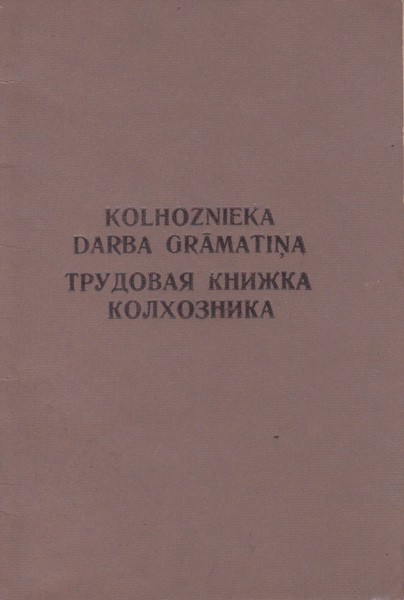 KOLHOZNIEKA
DARBA GRĀMATIŅA
ТРУДОВАЯ КНИЖКА
КОЛХОЗНИКА